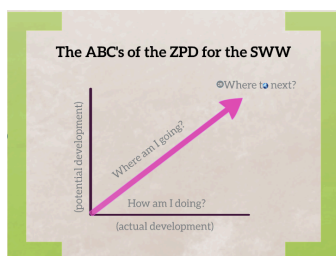 The ABC's of the ZPD for the SWW
Where to next?
(potential development)
Where am I going?
How am I doing?
(actual development)